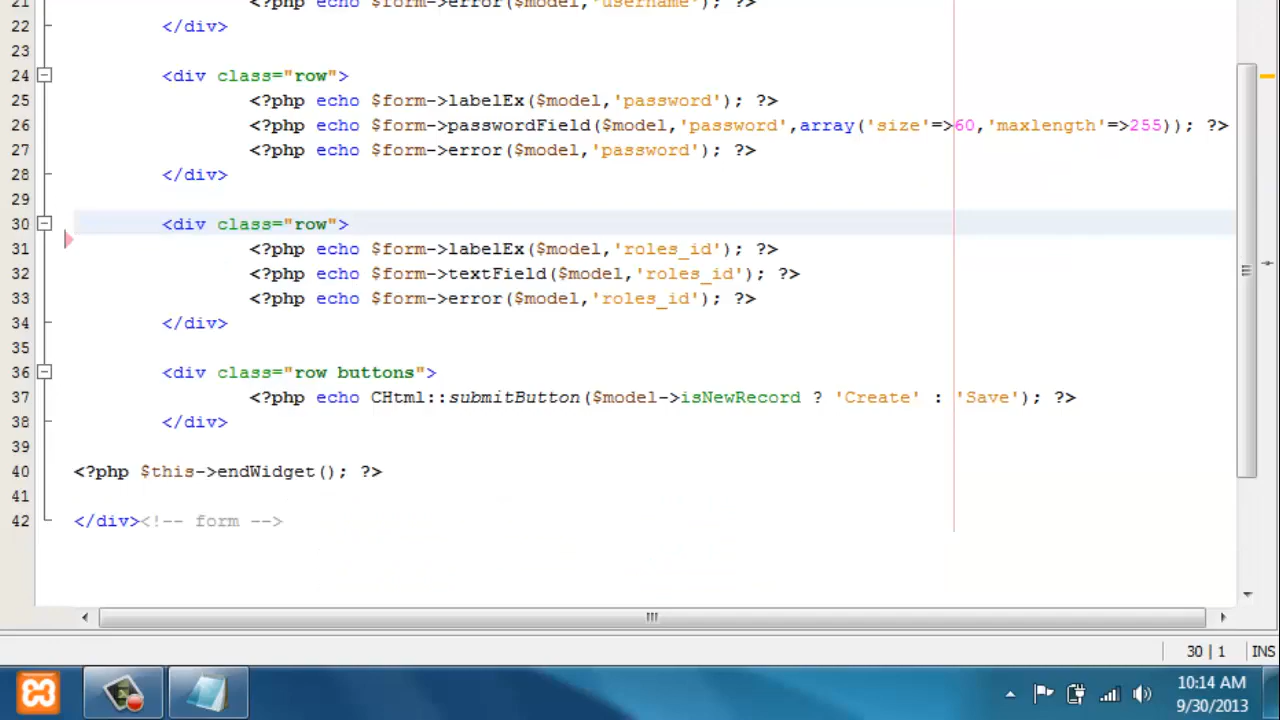 21 <?php echo $form->error($model,'username'); ?>
22 </div>
23
24 <div class="row">
25 <?php echo $form->labelEx($model,'password'); ?>
26 <?php echo $form->passwordField($model,'password',array('size'=>60,'maxlength'=>255)); ?>
27 <?php echo $form->error($model,'password'); ?>
28 </div>
29
30 <div class="row">
31 <?php echo $form->labelEx($model,'roles_id'); ?>
32 <?php echo $form->textField($model,'roles_id'); ?>
33 <?php echo $form->error($model,'roles_id'); ?>
34 </div>
35
36 <div class="row buttons">
37 <?php echo CHtml::submitButton($model->isNewRecord ? 'Create' : 'Save'); ?>
38 </div>
39
40 <?php $this->endWidget(); ?>
41
42 </div><!-- form -->
30 | 1 INS
10:14 AM
9/30/2013